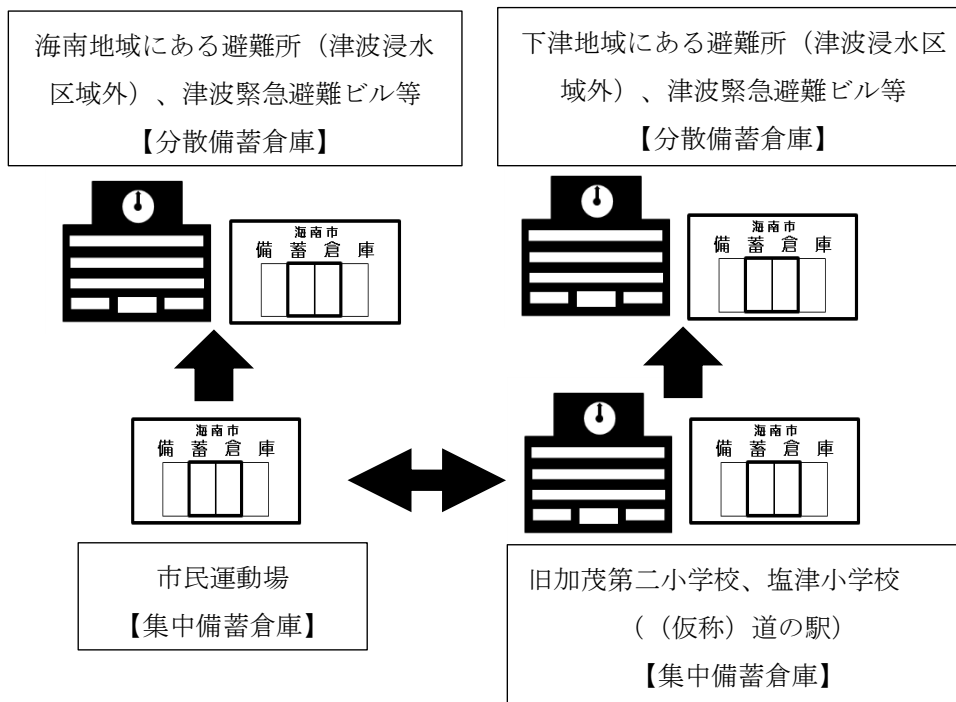 海南地域にある避難所（津波浸水
区域外）、津波緊急避難ビル等
【分散備蓄倉庫】
下津地域にある避難所（津波浸水区
域外）、津波緊急避難ビル等
【分散備蓄倉庫】
海南市
備蓄倉庫
海南市
備蓄倉庫
海南市
備蓄倉庫
海南市
備蓄倉庫
市民運動場
【集中備蓄倉庫】
旧加茂第二小学校、塩津小学校
（（仮称）道の駅）
【集中備蓄倉庫】